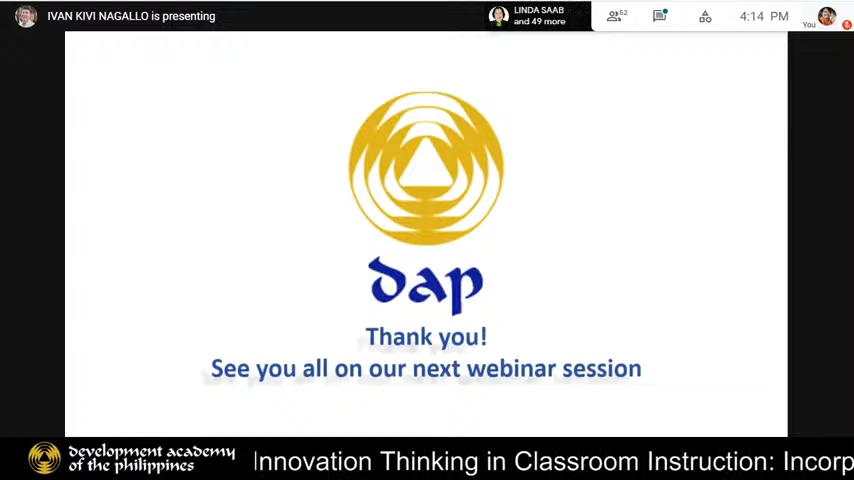 IVAN KIVI NAGALLO is presenting
LINDA SAAB
and 49 more
52
4:14 PM
You
dap
Thank you!
See you all on our next webinar session
development academy
of the philippines
Innovation Thinking in Classroom Instruction: Incorp